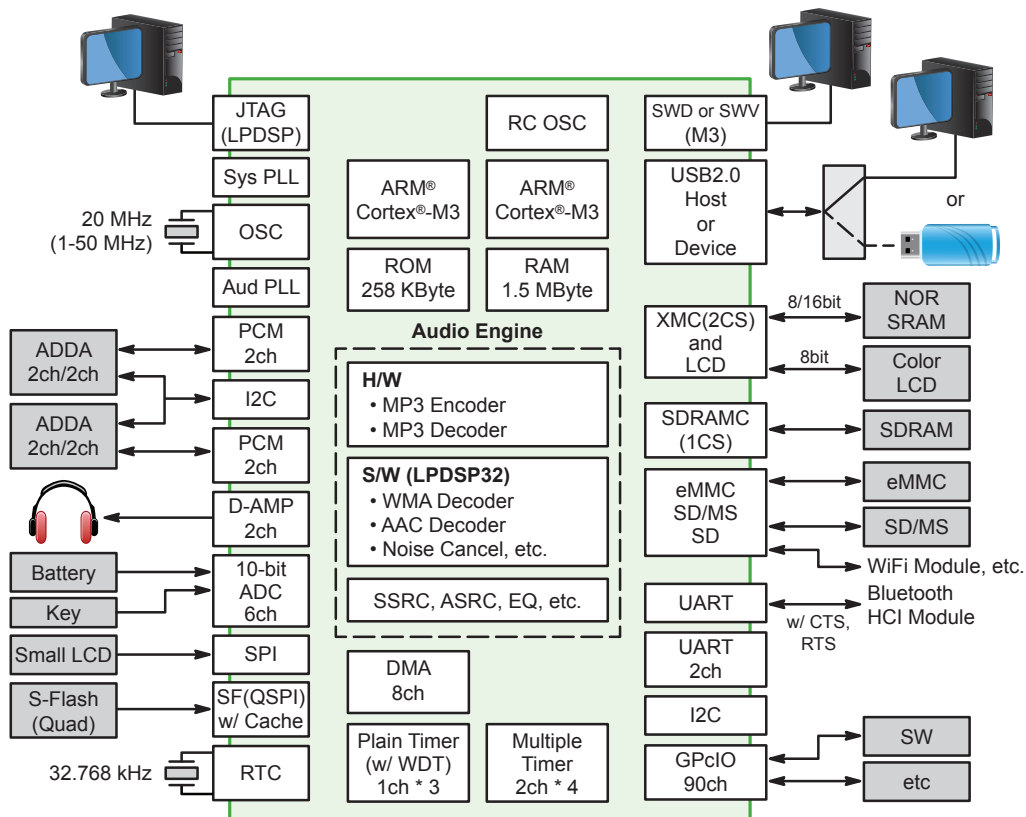 JTAG
(LPDSP)
Sys PLL
20 MHz
(1-50 MHz)
OSC
Aud PLL
ADDA
2ch/2ch
PCM
2ch
I2C
ADDA
2ch/2ch
PCM
2ch
D-AMP
2ch
Battery
Key
10-bit
ADC
6ch
Small LCD
SPI
S-Flash
(Quad)
SF(QSPI)
w/ Cache
32.768 kHz
RTC
RC OSC
ARM®
Cortex®-M3
ARM®
Cortex®-M3
ROM
258 KByte
RAM
1.5 MByte
Audio Engine
H/W
• MP3 Encoder
• MP3 Decoder
S/W (LPDSP32)
• WMA Decoder
• AAC Decoder
• Noise Cancel, etc.
SSRC, ASRC, EQ, etc.
DMA
8ch
Plain Timer
(w/ WDT)
1ch * 3
Multiple
Timer
2ch * 4
SWD or SWV
(M3)
USB2.0
Host
or
Device
or
XMC(2CS)
and
LCD
8/16bit
NOR
SRAM
8bit
Color
LCD
SDRAMC
(1CS)
SDRAM
eMMC
SD/MS
SD
eMMC
SD/MS
WiFi Module, etc.
UART
w/ CTS,
RTS
Bluetooth
HCI Module
UART
2ch
I2C
GPcIO
90ch
SW
etc